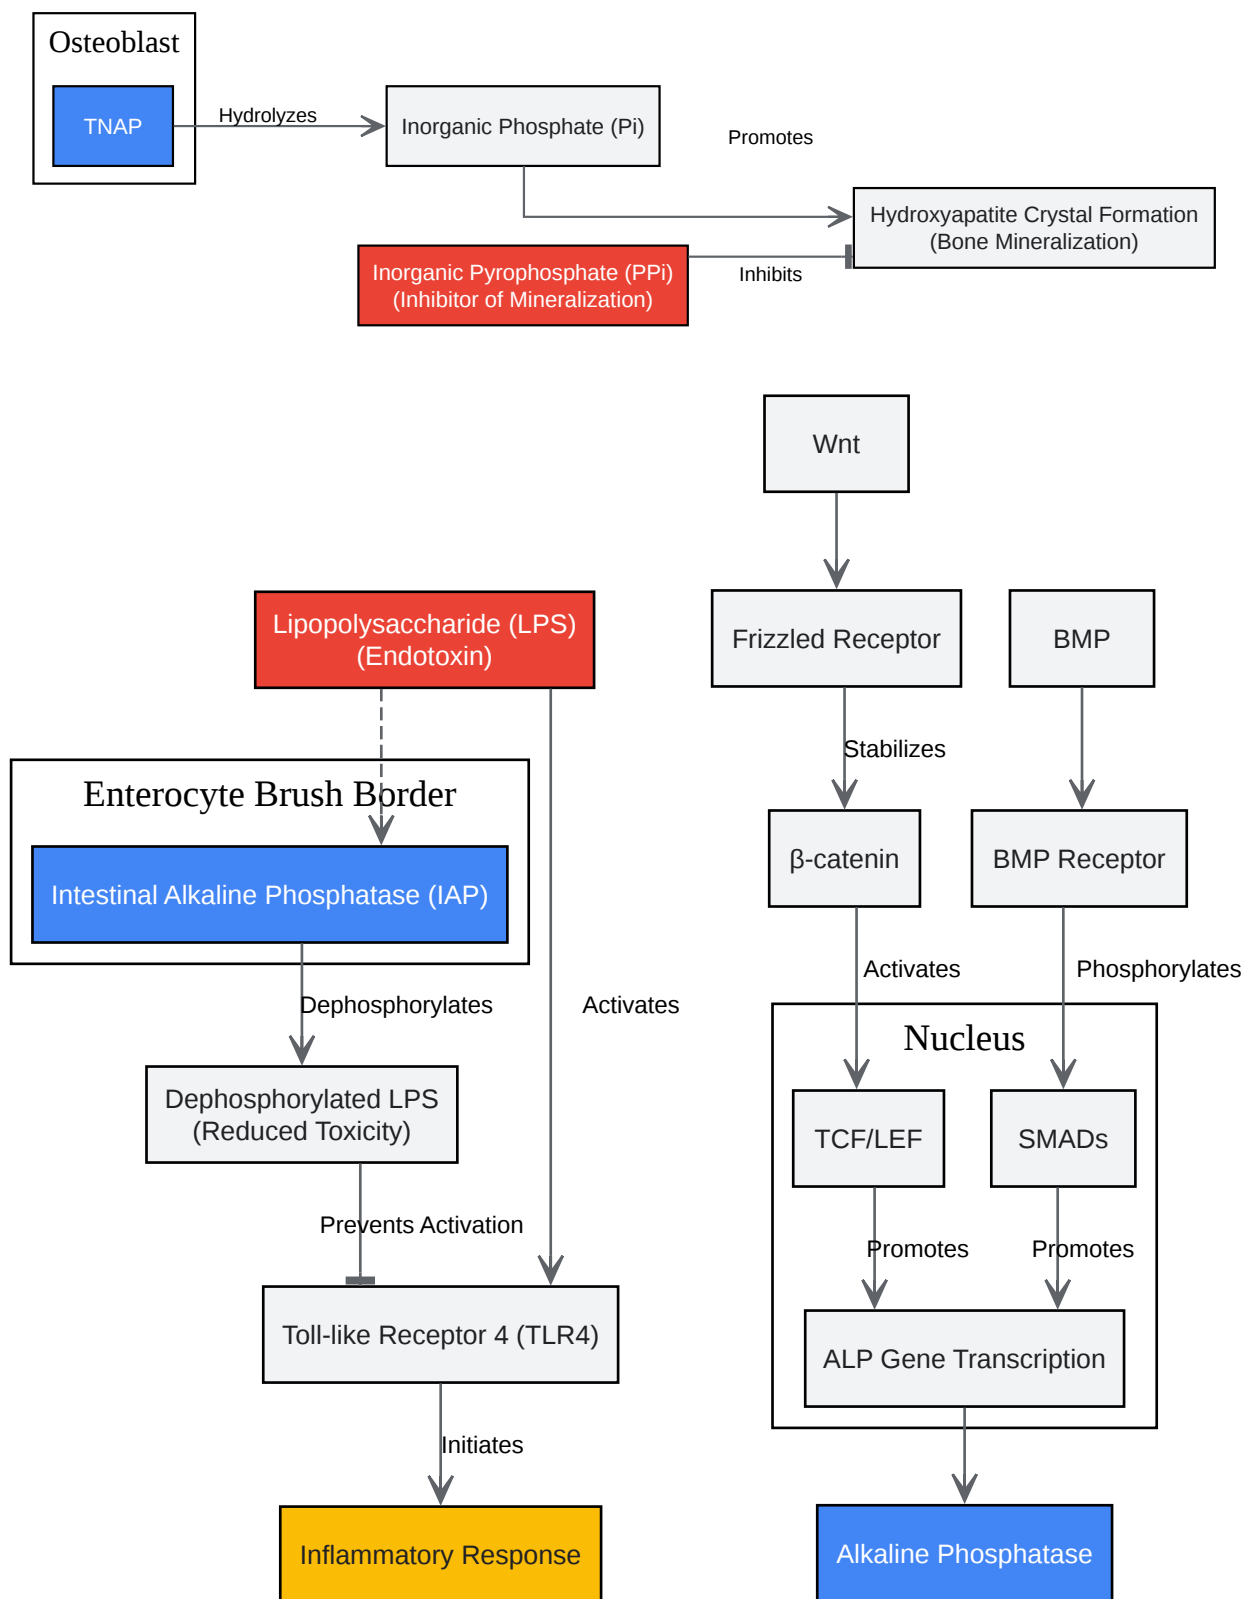 Osteoblast
TNAP
Hydrolyzes
Inorganic Phosphate (Pi)
Promotes
Hydroxyapatite Crystal Formation
(Bone Mineralization)
Inorganic Pyrophosphate (PPi)
(Inhibitor of Mineralization)
Inhibits
Lipopolysaccharide (LPS)
(Endotoxin)
Enterocyte Brush Border
Intestinal Alkaline Phosphatase (IAP)
Dephosphorylates
Activates
Dephosphorylated LPS
(Reduced Toxicity)
Prevents Activation
Toll-like Receptor 4 (TLR4)
Initiates
Inflammatory Response
Wnt
Frizzled Receptor
BMP
Stabilizes
β-catenin
BMP Receptor
Activates
Phosphorylates
Nucleus
TCF/LEF
SMADs
Promotes
Promotes
ALP Gene Transcription
Alkaline Phosphatase